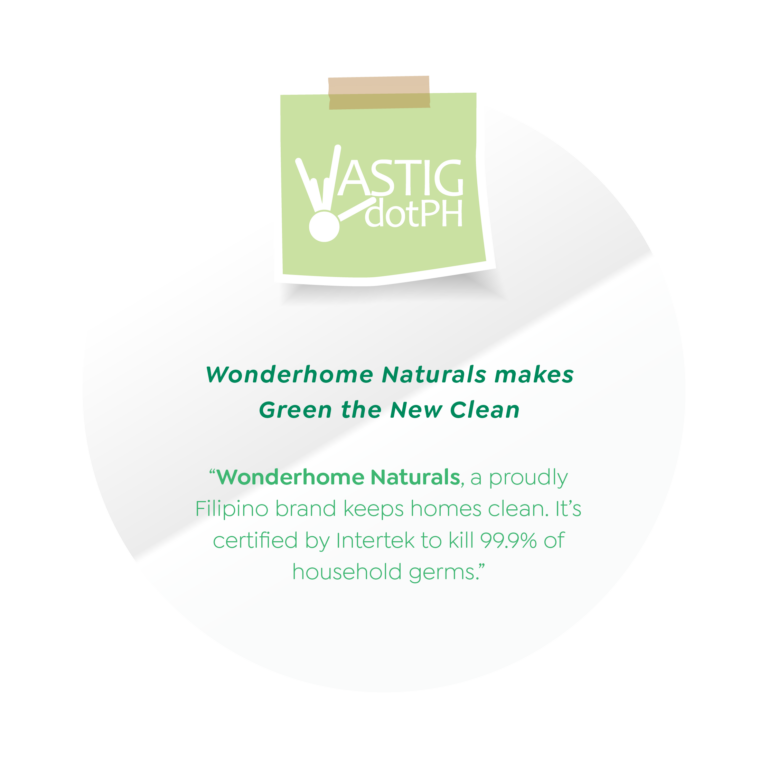 WASTIG
dotPH
Wonderhome Naturals makes
Green the New Clean
“Wonderhome Naturals, a proudly
Filipino brand keeps homes clean. It’s
certified by Intertek to kill 99.9% of
household germs.”